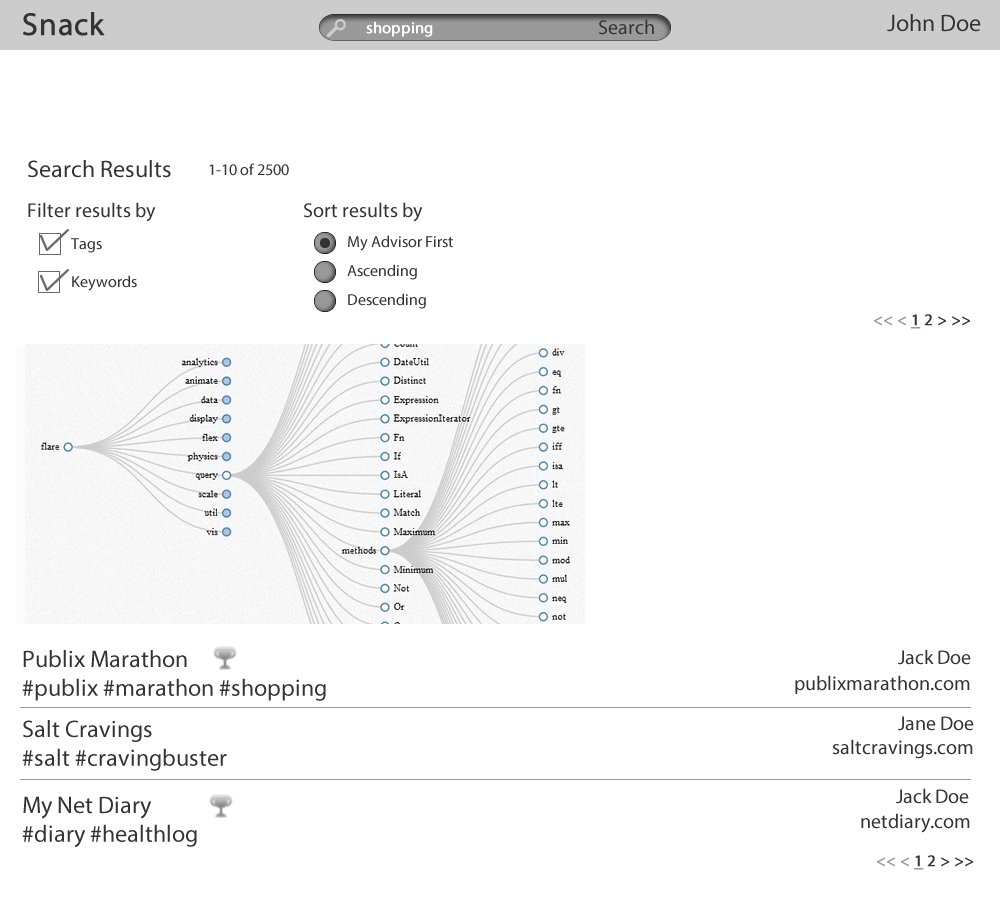 Snack
shopping
Search
John Doe
Search Results 1-10 of 2500
Filter results by
Tags
Keywords
Sort results by
My Advisor First
Ascending
Descending
<< < 1 2 > >>
flare
analytics
animate
data
display
flex
physics
query
scale
util
vis
Count
DateUtil
Distinct
Expression
ExpressionIterator
Fn
If
IsA
Literal
Match
Maximum
methods
Minimum
Not
Or
div
eq
fn
gt
gte
iff
isa
lt
lte
max
min
mod
mul
neq
not
Publix Marathon
#publix #marathon #shopping
Jack Doe
publixmarathon.com
Salt Cravings
#salt #cravingbuster
Jane Doe
saltcravings.com
My Net Diary
#diary #healthlog
Jack Doe
netdiary.com
<< < 1 2 > >>